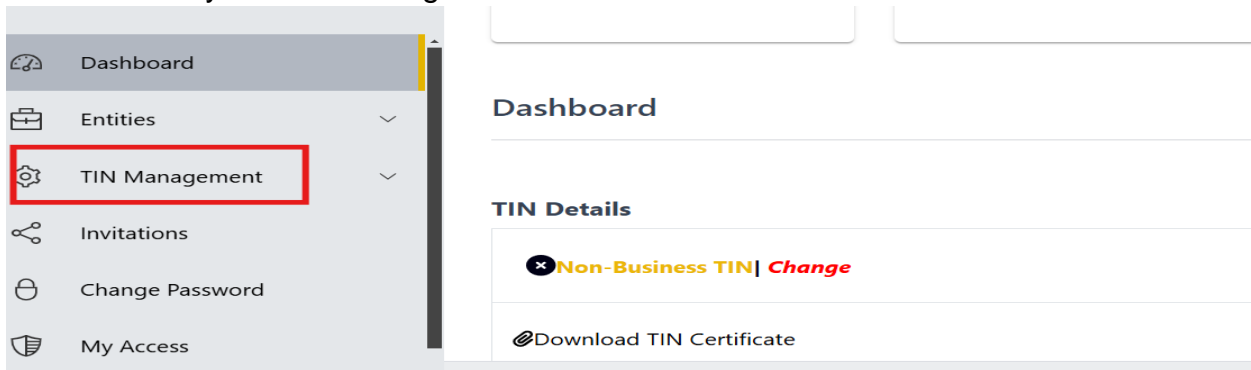 Dashboard
Entities
TIN Management
Invitations
Change Password
My Access
Dashboard
TIN Details
Non-Business TIN| Change
Download TIN Certificate